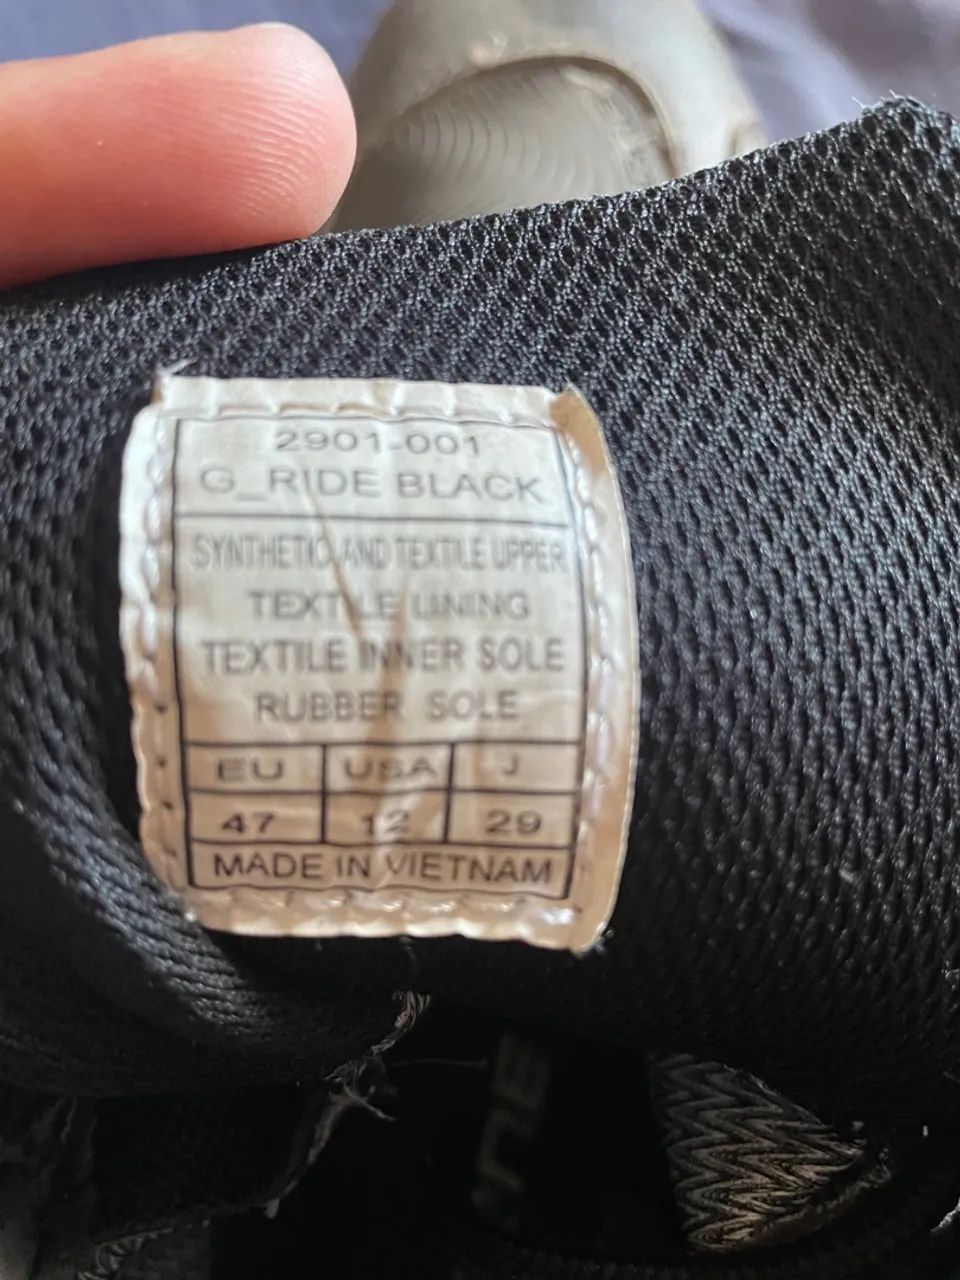 2901-001
G_RIDE BLACK
SYNTHETIC AND TEXTILE UPPER
TEXTILE LINING
TEXTILE INNER SOLE
RUBBER SOLE
EU USA J
47 12 29
MADE IN VIETNAM